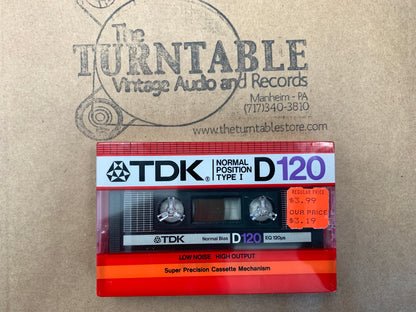 The
TURNTABLE
Vintage Audio and Records
Manheim - PA
(717)340-3810
www.theturntablestore.com
TDK. NORMAL POSITION TYPE I D120
REGULAR PRICE
$3.99
OUR PRICE
$3.19
TDK Normal Bias D120 EQ 120µs
LOW NOISE HIGH OUTPUT
Super Precision Cassette Mechanism